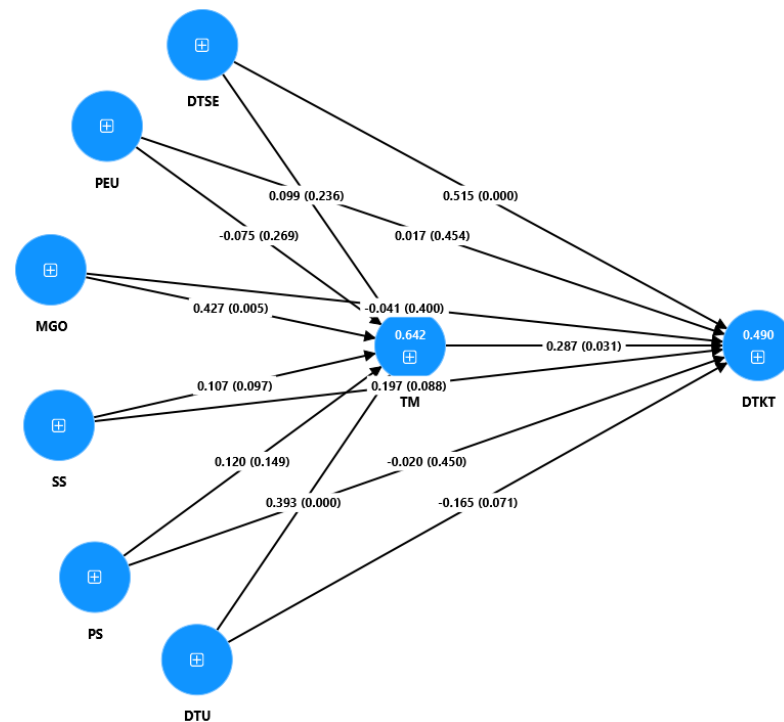 DTSE
PEU
0.099 (0.236)
0.515 (0.000)
-0.075 (0.269)
0.017 (0.454)
MGO
0.427 (0.005)
-0.041 (0.400)
0.642
0.287 (0.031)
0.490
TM
DTKT
0.107 (0.097)
0.197 (0.088)
SS
0.120 (0.149)
-0.020 (0.450)
0.393 (0.000)
-0.165 (0.071)
PS
DTU